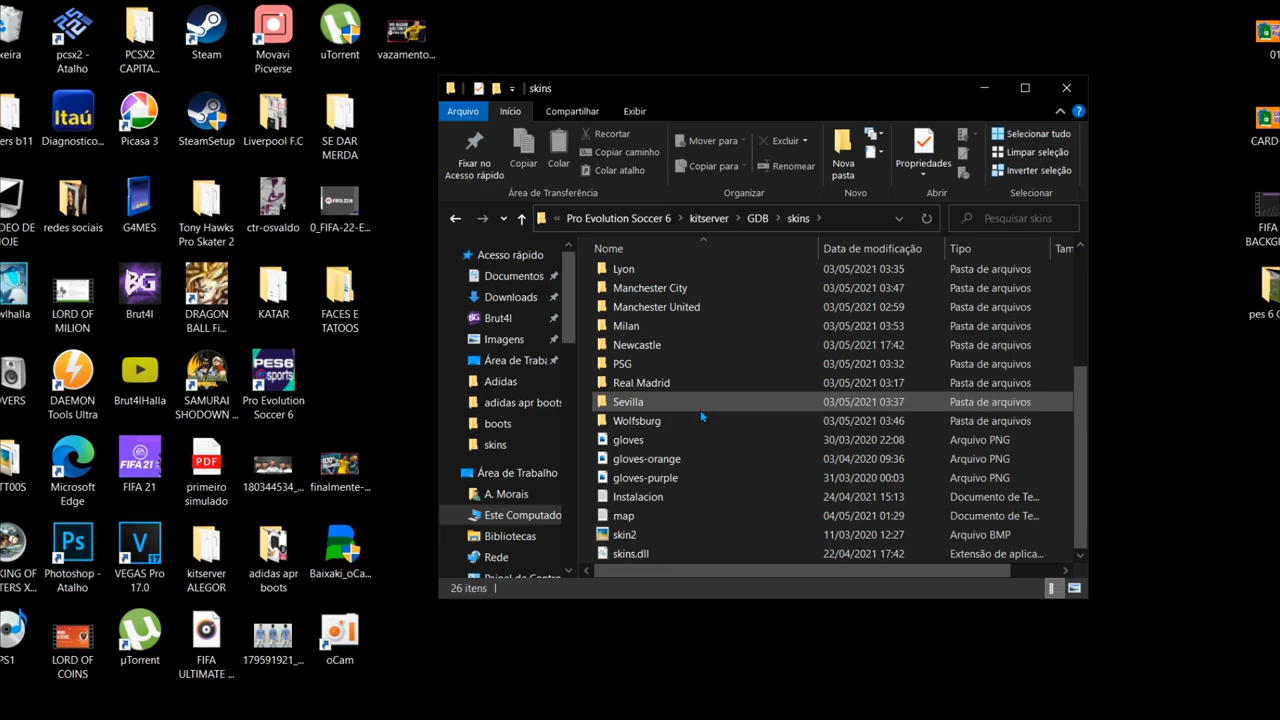 xeira
pcsx2 -
Atalho
PCSX2
CAPITA...
Steam
Movavi
Picverse
uTorrent
vazamento...
ers b11
Diagnostico...
Picasa 3
SteamSetup
Liverpool F.C
SE DAR
MERDA
DEO DE
HOJE
redes sociais
G4MES
Tony Hawks
Pro Skater 2
ctr-osvaldo
0_FIFA-22-E...
wlhalla
LORD OF
MILION
Brut4l
DRAGON
BALL Fi...
KATAR
FACES E
TATOOS
OVERS
DAEMON
Tools Ultra
Brut4lHalla
SAMURAI
SHODOWN ...
Pro Evolution
Soccer 6
TT00S
Microsoft
Edge
FIFA 21
primeiro
simulado
180344534_...
finalmente-...
KING OF
TERS X...
Photoshop -
Atalho
VEGAS Pro
17.0
kitserver
ALEGOR
adidas apr
boots
Baixaki_oCa...
PS1
LORD OF
COINS
µTorrent
FIFA
ULTIMATE ...
179591921_...
oCam
skins
Arquivo
Início
Compartilhar
Exibir
Fixar no
Acesso rápido
Copiar
Colar
Recortar
Copiar caminho
Colar atalho
Área de Transferência
Mover para
Copiar para
Excluir
Renomear
Organizar
Nova
pasta
Novo
Propriedades
Abrir
Selecionar tudo
Limpar seleção
Inverter seleção
Selecionar
« Pro Evolution Soccer 6 > kitserver > GDB > skins >
Pesquisar skins
Acesso rápido
Documentos
Downloads
Brut4l
Imagens
Área de Traba
Adidas
adidas apr boots
boots
skins
Área de Trabalho
A. Morais
Este Computado
Bibliotecas
Rede
Painel de Contro
Nome Data de modificação Tipo Tam
Lyon 03/05/2021 03:35 Pasta de arquivos
Manchester City 03/05/2021 03:47 Pasta de arquivos
Manchester United 03/05/2021 02:59 Pasta de arquivos
Milan 03/05/2021 03:53 Pasta de arquivos
Newcastle 03/05/2021 17:42 Pasta de arquivos
PSG 03/05/2021 03:32 Pasta de arquivos
Real Madrid 03/05/2021 03:17 Pasta de arquivos
Sevilla 03/05/2021 03:37 Pasta de arquivos
Wolfsburg 03/05/2021 03:46 Pasta de arquivos
gloves 30/03/2020 22:08 Arquivo PNG
gloves-orange 03/04/2020 09:36 Arquivo PNG
gloves-purple 31/03/2020 00:03 Arquivo PNG
Instalacion 24/04/2021 15:13 Documento de Te...
map 04/05/2021 01:29 Documento de Te...
skin2 11/03/2020 12:27 Arquivo BMP
skins.dll 22/04/2021 17:42 Extensão de aplica...
26 itens
01
CARD-
FIFA
BACKG
pes 6 C
Itaú
PES6
PDF
FIFA 21